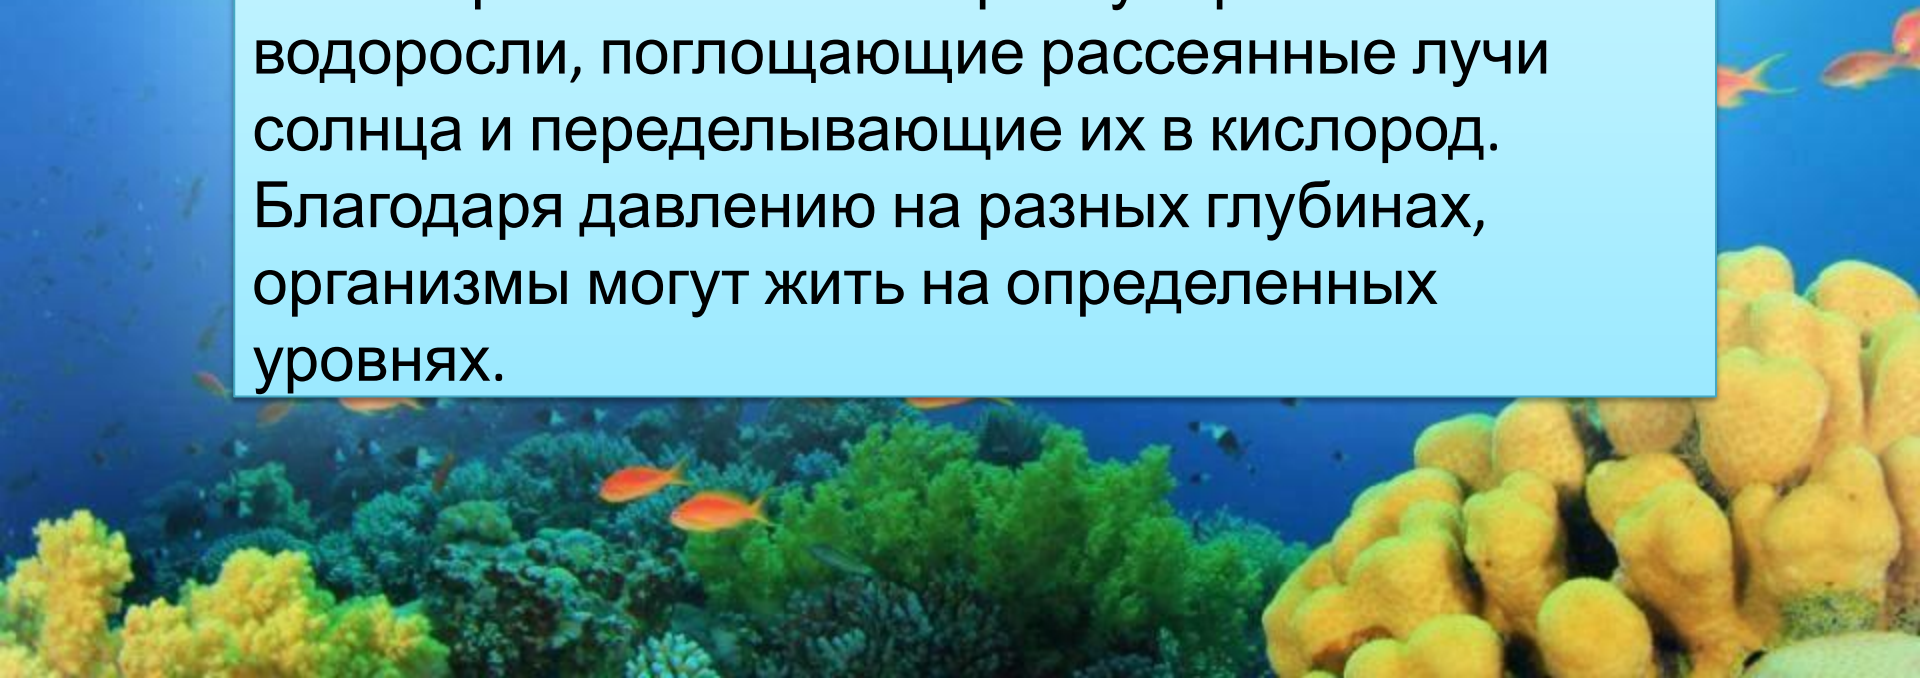 водоросли, поглощающие рассеянные лучи
солнца и переделывающие их в кислород.
Благодаря давлению на разных глубинах,
организмы могут жить на определенных
уровнях.